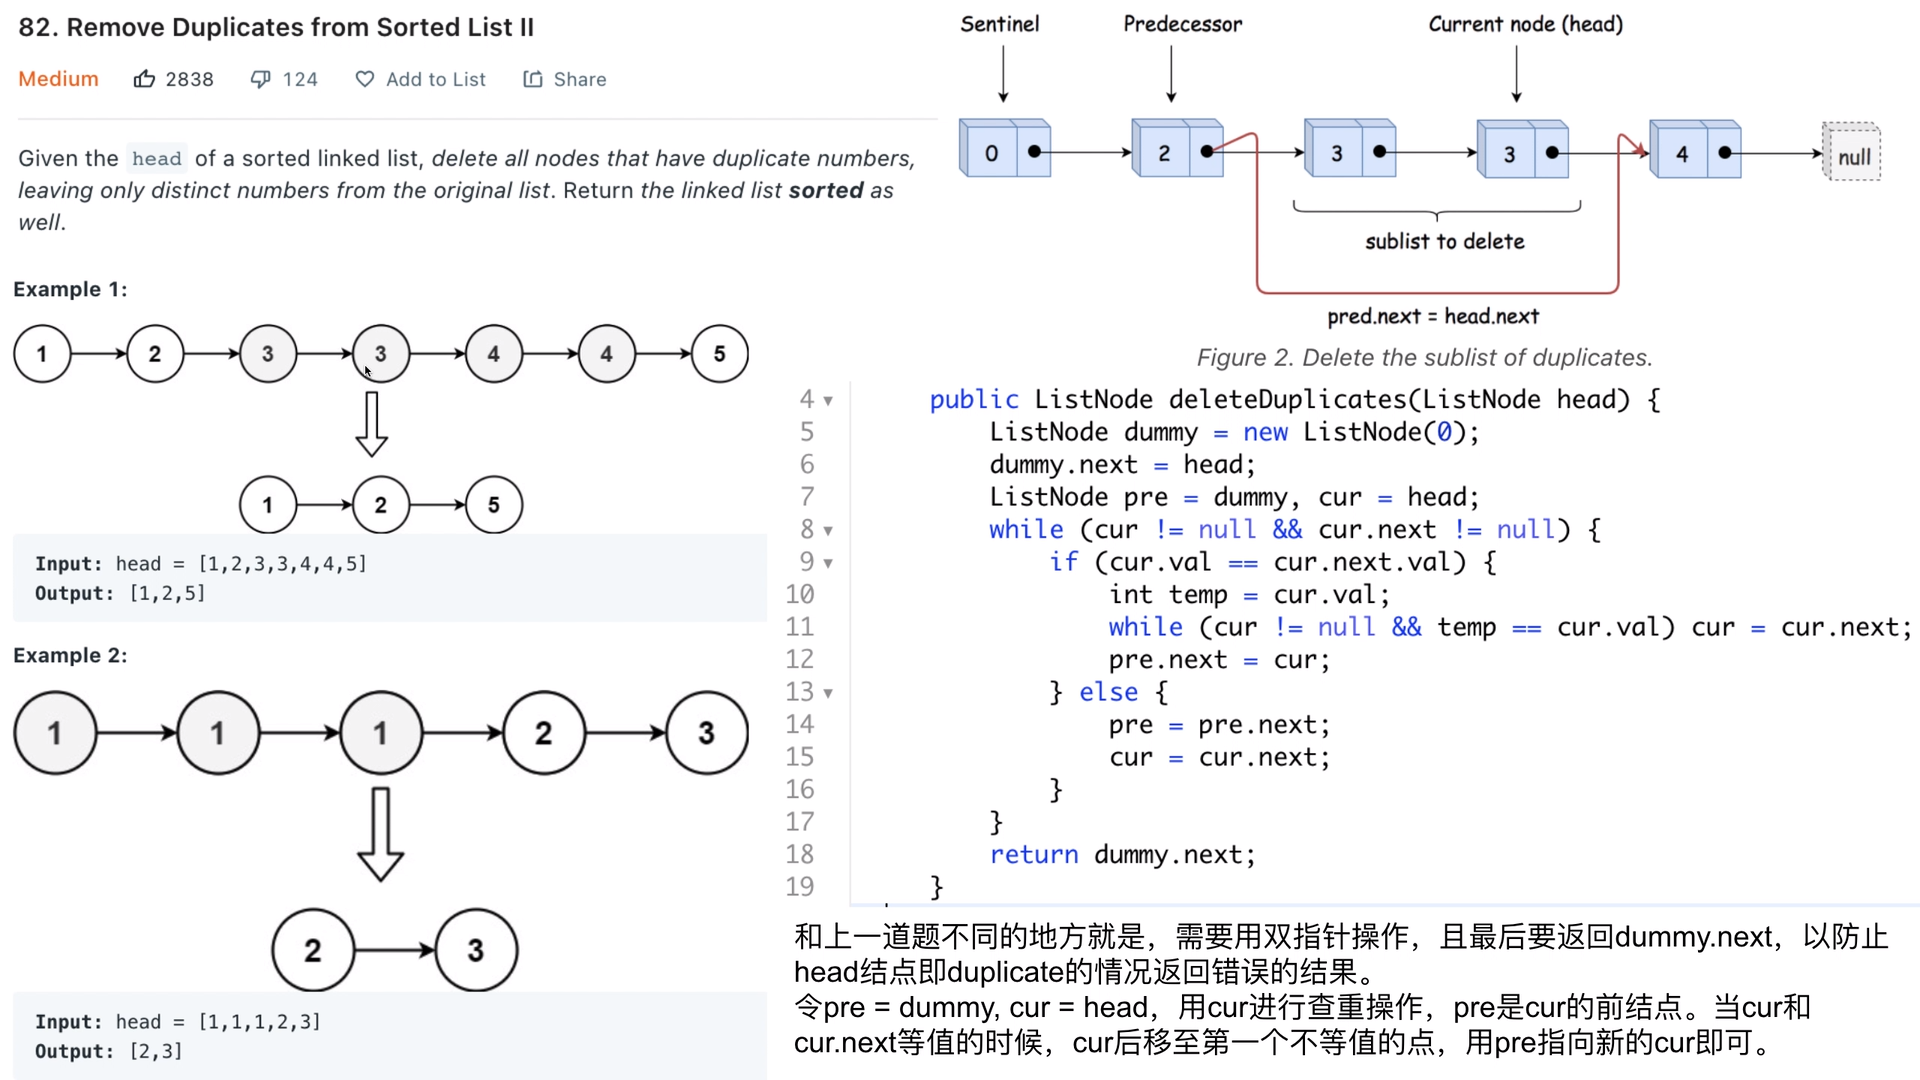 82. Remove Duplicates from Sorted List II
Medium 2838 124 Add to List Share
Given the head of a sorted linked list, delete all nodes that have duplicate numbers,
leaving only distinct numbers from the original list. Return the linked list sorted as
well.
Example 1:
1 2 3 3 4 4 5
1 2 5
Input: head = [1,2,3,3,4,4,5]
Output: [1,2,5]
Example 2:
1 1 1 2 3
2 3
Input: head = [1,1,1,2,3]
Output: [2,3]
Sentinel Predecessor Current node (head)
0 2 3 3 4 null
sublist to delete
pred.next = head.next
Figure 2. Delete the sublist of duplicates.
4 public ListNode deleteDuplicates(ListNode head) {
5 ListNode dummy = new ListNode(0);
6 dummy.next = head;
7 ListNode pre = dummy, cur = head;
8 while (cur != null && cur.next != null) {
9 if (cur.val == cur.next.val) {
10 int temp = cur.val;
11 while (cur != null && temp == cur.val) cur = cur.next;
12 pre.next = cur;
13 } else {
14 pre = pre.next;
15 cur = cur.next;
16 }
17 }
18 return dummy.next;
19 }
和上一道题不同的地方就是，需要用双指针操作，且最后要返回dummy.next，以防止
head结点即duplicate的情况返回错误的结果。
令pre = dummy, cur = head，用cur进行查重操作，pre是cur的前结点。当cur和
cur.next等值的时候，cur后移至第一个不等值的点，用pre指向新的cur即可。